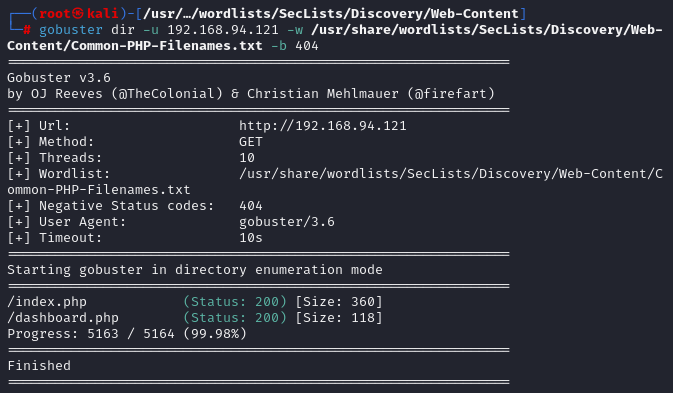 ┌──(root㉿kali)-[/usr/…/wordlists/SecLists/Discovery/Web-Content]
└─# gobuster dir -u 192.168.94.121 -w /usr/share/wordlists/SecLists/Discovery/Web-
Content/Common-PHP-Filenames.txt -b 404
===============================================================
Gobuster v3.6
by OJ Reeves (@TheColonial) & Christian Mehlmauer (@firefart)
===============================================================
[+] Url:                     http://192.168.94.121
[+] Method:                  GET
[+] Threads:                 10
[+] Wordlist:                /usr/share/wordlists/SecLists/Discovery/Web-Content/C
ommon-PHP-Filenames.txt
[+] Negative Status codes:   404
[+] User Agent:              gobuster/3.6
[+] Timeout:                 10s
===============================================================
Starting gobuster in directory enumeration mode
===============================================================
/index.php            (Status: 200) [Size: 360]
/dashboard.php        (Status: 200) [Size: 118]
Progress: 5163 / 5164 (99.98%)
===============================================================
Finished
===============================================================